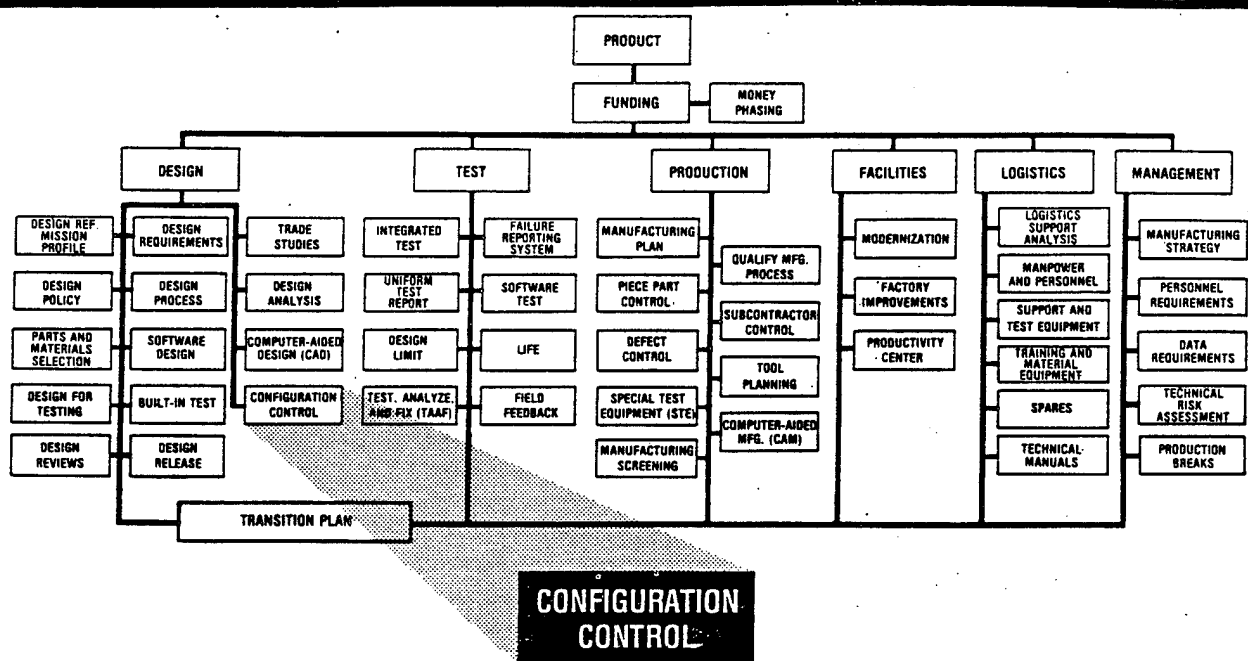 PRODUCT
FUNDING
MONEY
PHASING
DESIGN
TEST
PRODUCTION
FACILITIES
LOGISTICS
MANAGEMENT
DESIGN REF.
MISSION
PROFILE
DESIGN
REQUIREMENTS
TRADE
STUDIES
DESIGN
POLICY
DESIGN
PROCESS
DESIGN
ANALYSIS
PARTS AND
MATERIALS
SELECTION
SOFTWARE
DESIGN
COMPUTER-AIDED
DESIGN (CAD)
DESIGN FOR
TESTING
BUILT-IN TEST
CONFIGURATION
CONTROL
DESIGN
REVIEWS
DESIGN
RELEASE
INTEGRATED
TEST
FAILURE
REPORTING
SYSTEM
UNIFORM
TEST
REPORT
SOFTWARE
TEST
DESIGN
LIMIT
LIFE
TEST, ANALYZE,
AND FIX (TAAF)
FIELD
FEEDBACK
MANUFACTURING
PLAN
QUALIFY MFG.
PROCESS
PIECE PART
CONTROL
SUBCONTRACTOR
CONTROL
DEFECT
CONTROL
TOOL
PLANNING
SPECIAL TEST
EQUIPMENT (STE)
COMPUTER-AIDED
MFG. (CAM)
MANUFACTURING
SCREENING
MODERNIZATION
FACTORY
IMPROVEMENTS
PRODUCTIVITY
CENTER
LOGISTICS
SUPPORT
ANALYSIS
MANPOWER
AND PERSONNEL
SUPPORT AND
TEST EQUIPMENT
TRAINING AND
MATERIAL
EQUIPMENT
SPARES
TECHNICAL
MANUALS
MANUFACTURING
STRATEGY
PERSONNEL
REQUIREMENTS
DATA
REQUIREMENTS
TECHNICAL
RISK
ASSESSMENT
PRODUCTION
BREAKS
TRANSITION PLAN
CONFIGURATION
CONTROL